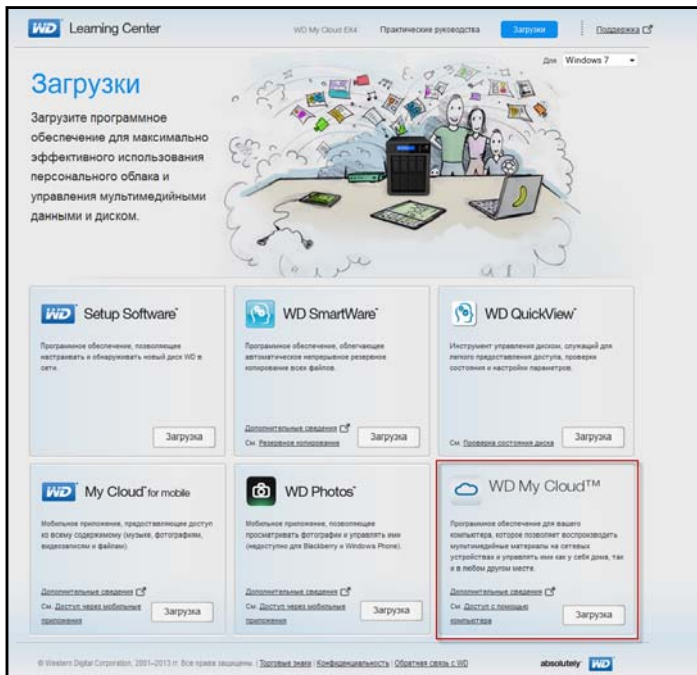 WD Learning Center
WD My Cloud EX4 Практические руководства Загрузки Поддержка
Для Windows 7
Загрузки
Загрузите программное
обеспечение для максимально
эффективного использования
персонального облака и
управления мультимедийными
данными и диском.
WD Setup Software™
Программное обеспечение, позволяющее
настраивать и обнаруживать новый диск WD в
сети.
Загрузка
WD SmartWare™
Программное обеспечение, облегчающее
автоматическое непрерывное резервное
копирование всех файлов.
Дополнительные сведения
См. Резервное копирование
Загрузка
WD QuickView™
Инструмент управления диском, служащий для
легкого предоставления доступа, проверки
состояния и настройки параметров.
См. Проверка состояния диска
Загрузка
WD My Cloud™ for mobile
Мобильное приложение, предоставляющее доступ
ко всему содержимому (музыке, фотографиям,
видеозаписям и файлам).
Дополнительные сведения
См. Доступ через мобильные
приложения
Загрузка
WD Photos™
Мобильное приложение, позволяющее
просматривать фотографии и управлять ими
(недоступно для Blackberry и Windows Phone).
Дополнительные сведения
См. Доступ через мобильные
приложения
Загрузка
WD My Cloud™
Программное обеспечение для вашего
компьютера, которое позволяет воспроизводить
мультимедийные материалы на сетевых
устройствах и управлять ими как у себя дома, так
и в любом другом месте.
Дополнительные сведения
См. Доступ с помощью
компьютера
Загрузка
© Western Digital Corporation, 2001–2013 гг. Все права защищены. | Торговые знаки | Конфиденциальность | Обратная связь с WD
absolutely WD